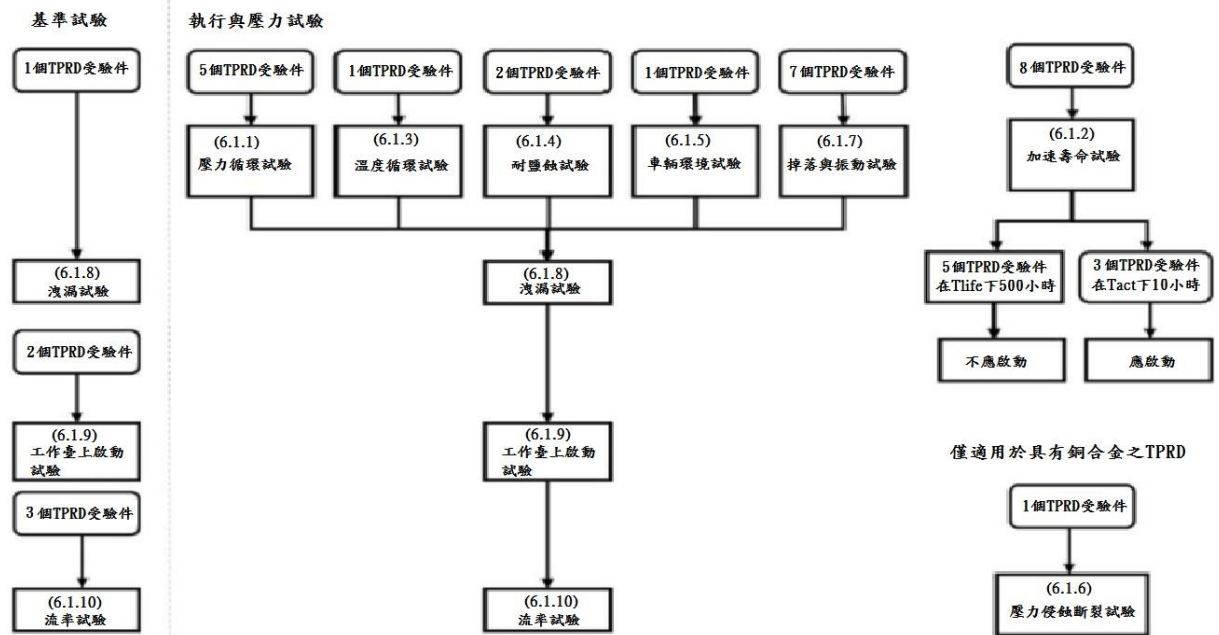 基準試驗
1個TPRD受驗件
(6.1.8)
洩漏試驗
2個TPRD受驗件
(6.1.9)
工作臺上啟動
試驗
3個TPRD受驗件
(6.1.10)
流率試驗
執行與壓力試驗
5個TPRD受驗件
(6.1.1)
壓力循環試驗
1個TPRD受驗件
(6.1.3)
溫度循環試驗
2個TPRD受驗件
(6.1.4)
耐鹽蝕試驗
1個TPRD受驗件
(6.1.5)
車輛環境試驗
7個TPRD受驗件
(6.1.7)
掉落與振動試驗
(6.1.8)
洩漏試驗
(6.1.9)
工作臺上啟動
試驗
(6.1.10)
流率試驗
8個TPRD受驗件
(6.1.2)
加速壽命試驗
5個TPRD受驗件
在Tlife下500小時
不應啟動
3個TPRD受驗件
在Tact下10小時
應啟動
僅適用於具有銅合金之TPRD
1個TPRD受驗件
(6.1.6)
壓力侵蝕斷裂試驗